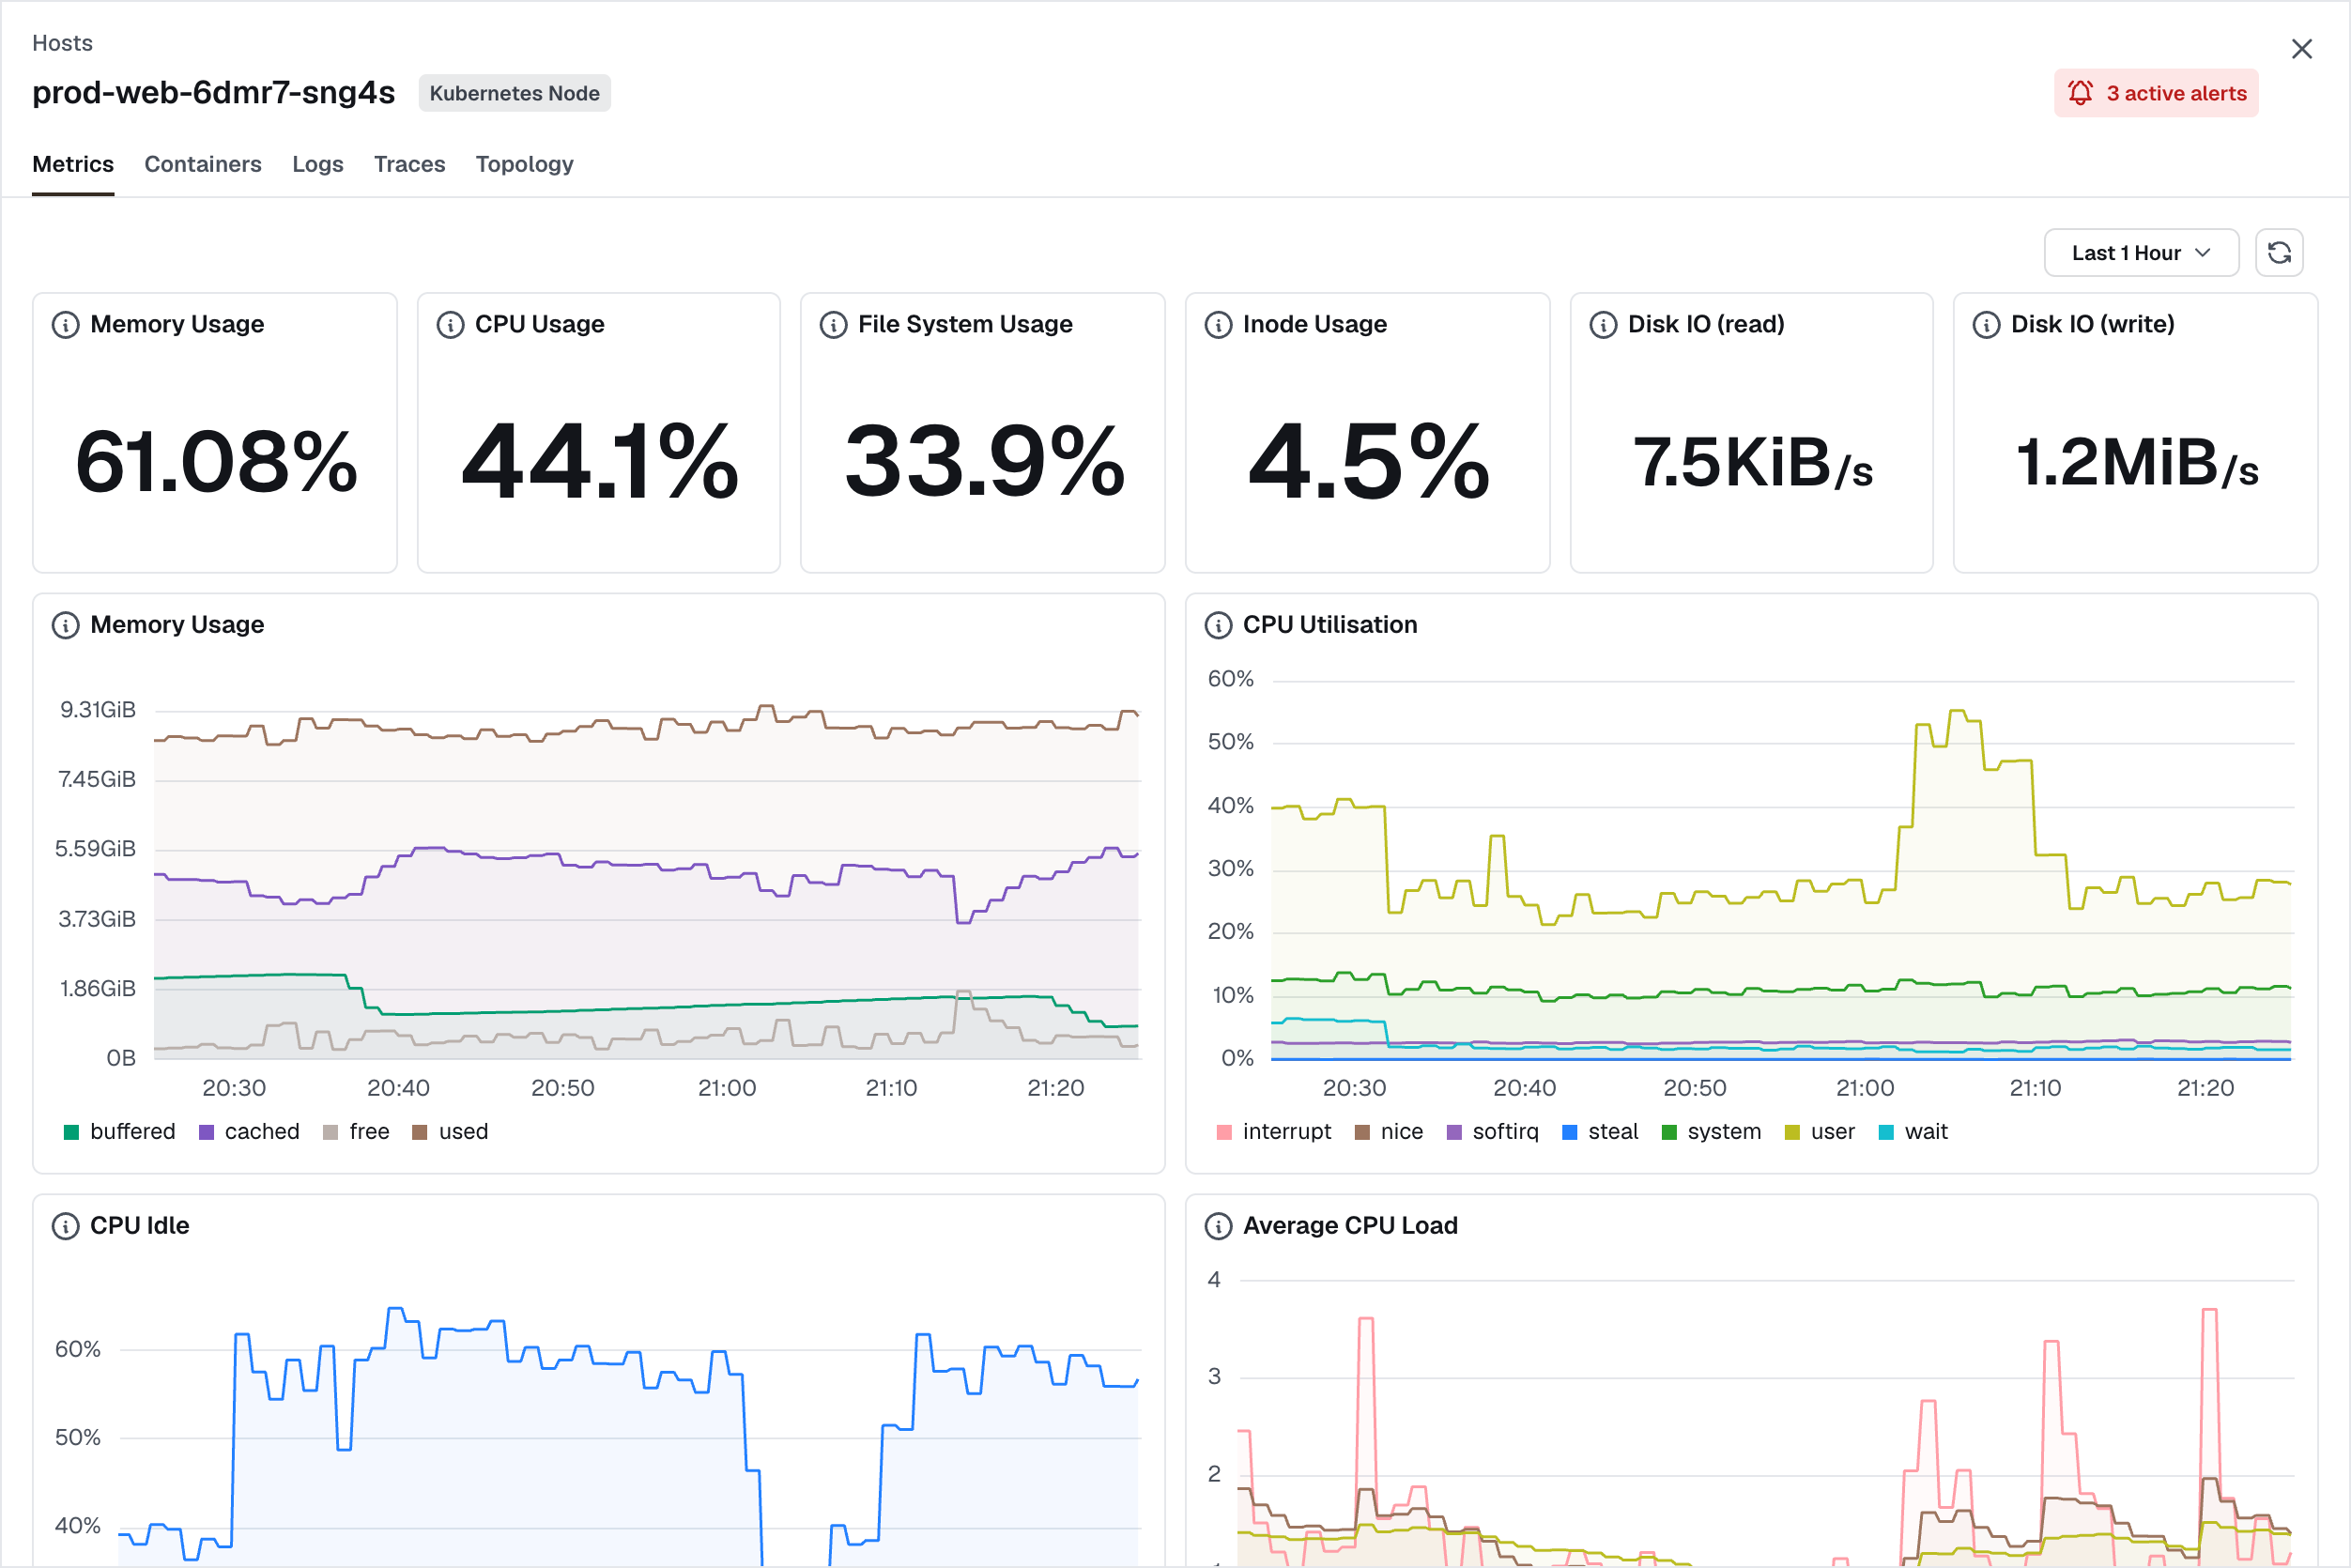 Hosts
prod-web-6dmr7-sng4s Kubernetes Node
3 active alerts
Metrics Containers Logs Traces Topology
Last 1 Hour
Memory Usage
61.08%
CPU Usage
44.1%
File System Usage
33.9%
Inode Usage
4.5%
Disk IO (read)
7.5KiB/s
Disk IO (write)
1.2MiB/s
Memory Usage
9.31GiB
7.45GiB
5.59GiB
3.73GiB
1.86GiB
0B
20:30 20:40 20:50 21:00 21:10 21:20
buffered cached free used
CPU Utilisation
60%
50%
40%
30%
20%
10%
0%
20:30 20:40 20:50 21:00 21:10 21:20
interrupt nice softirq steal system user wait
CPU Idle
60%
50%
40%
Average CPU Load
4
3
2